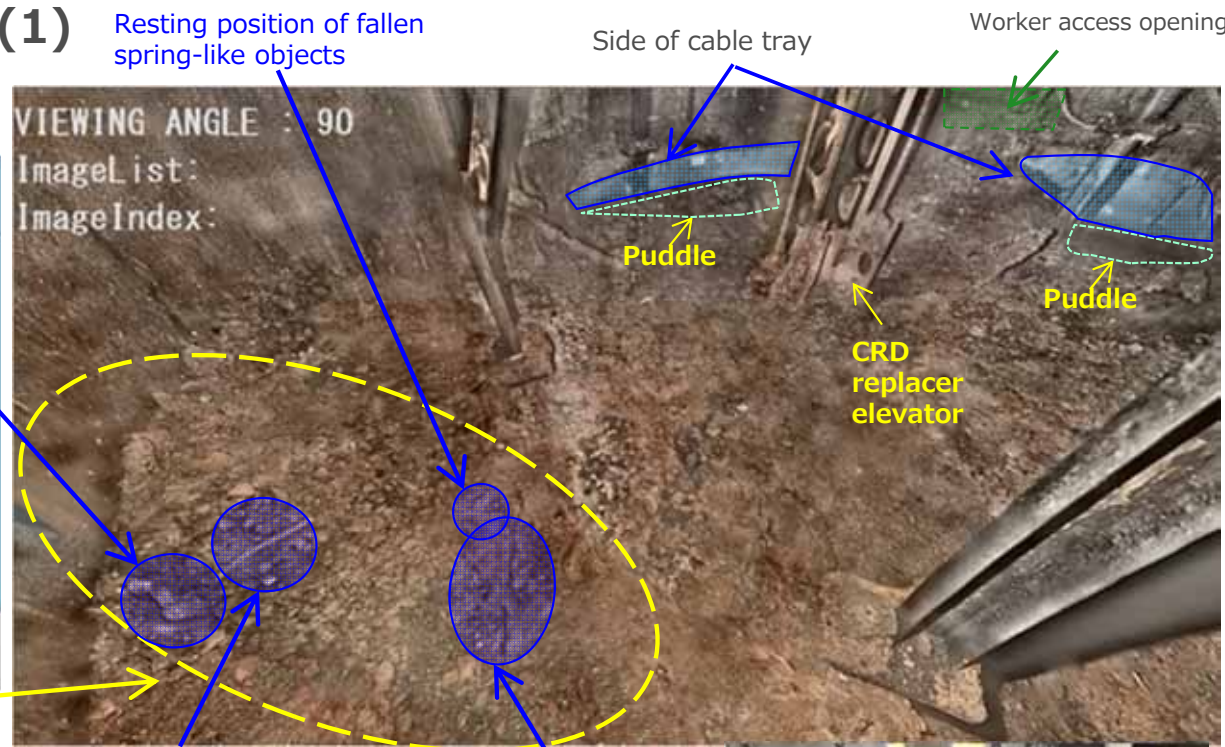 (1)
Resting position of fallen
spring-like objects
Side of cable tray
Worker access opening
VIEWING ANGLE : 90
ImageList:
ImageIndex:
Puddle
Puddle
CRD
replacer
elevator